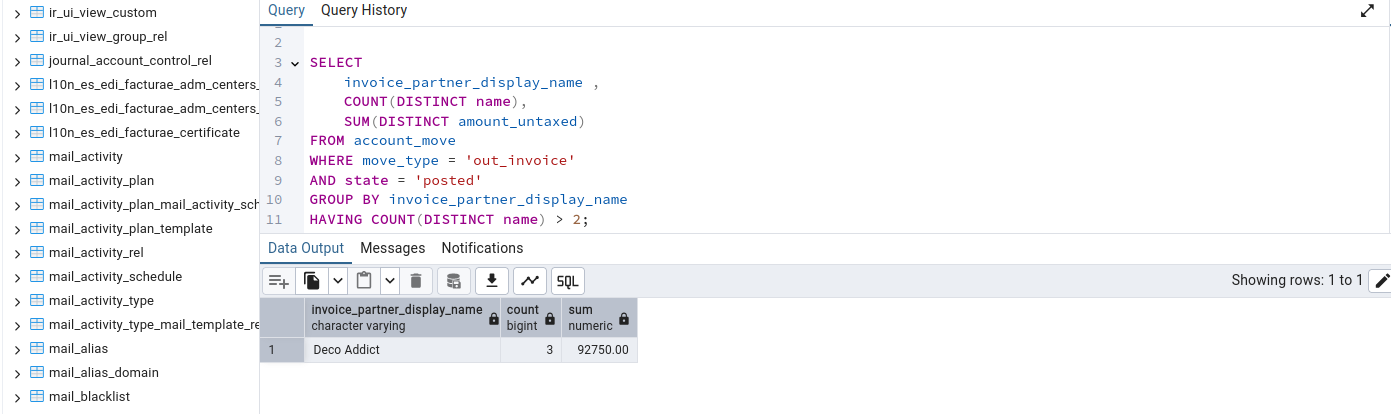 ir_ui_view_custom
ir_ui_view_group_rel
journal_account_control_rel
l10n_es_edi_facturae_adm_centers_
l10n_es_edi_facturae_adm_centers_
l10n_es_edi_facturae_certificate
mail_activity
mail_activity_plan
mail_activity_plan_mail_activity_sch
mail_activity_plan_template
mail_activity_rel
mail_activity_schedule
mail_activity_type
mail_activity_type_mail_template_re
mail_alias
mail_alias_domain
mail_blacklist
Query Query History
2
3 SELECT
4 invoice_partner_display_name ,
5 COUNT(DISTINCT name),
6 SUM(DISTINCT amount_untaxed)
7 FROM account_move
8 WHERE move_type = 'out_invoice'
9 AND state = 'posted'
10 GROUP BY invoice_partner_display_name
11 HAVING COUNT(DISTINCT name) > 2;
Data Output Messages Notifications
SQL Showing rows: 1 to 1
invoice_partner_display_name count sum
character varying bigint numeric
1 Deco Addict 3 92750.00